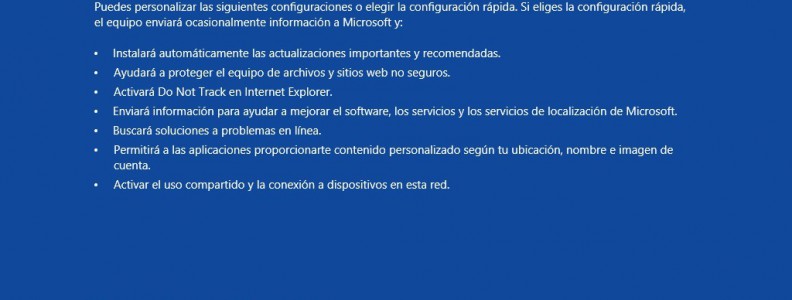 Puedes personalizar las siguientes configuraciones o elegir la configuración rápida. Si eliges la configuración rápida,
el equipo enviará ocasionalmente información a Microsoft y:
• Instalará automáticamente las actualizaciones importantes y recomendadas.
• Ayudará a proteger el equipo de archivos y sitios web no seguros.
• Activará Do Not Track en Internet Explorer.
• Enviará información para ayudar a mejorar el software, los servicios y los servicios de localización de Microsoft.
• Buscará soluciones a problemas en línea.
• Permitirá a las aplicaciones proporcionarte contenido personalizado según tu ubicación, nombre e imagen de
cuenta.
• Activar el uso compartido y la conexión a dispositivos en esta red.